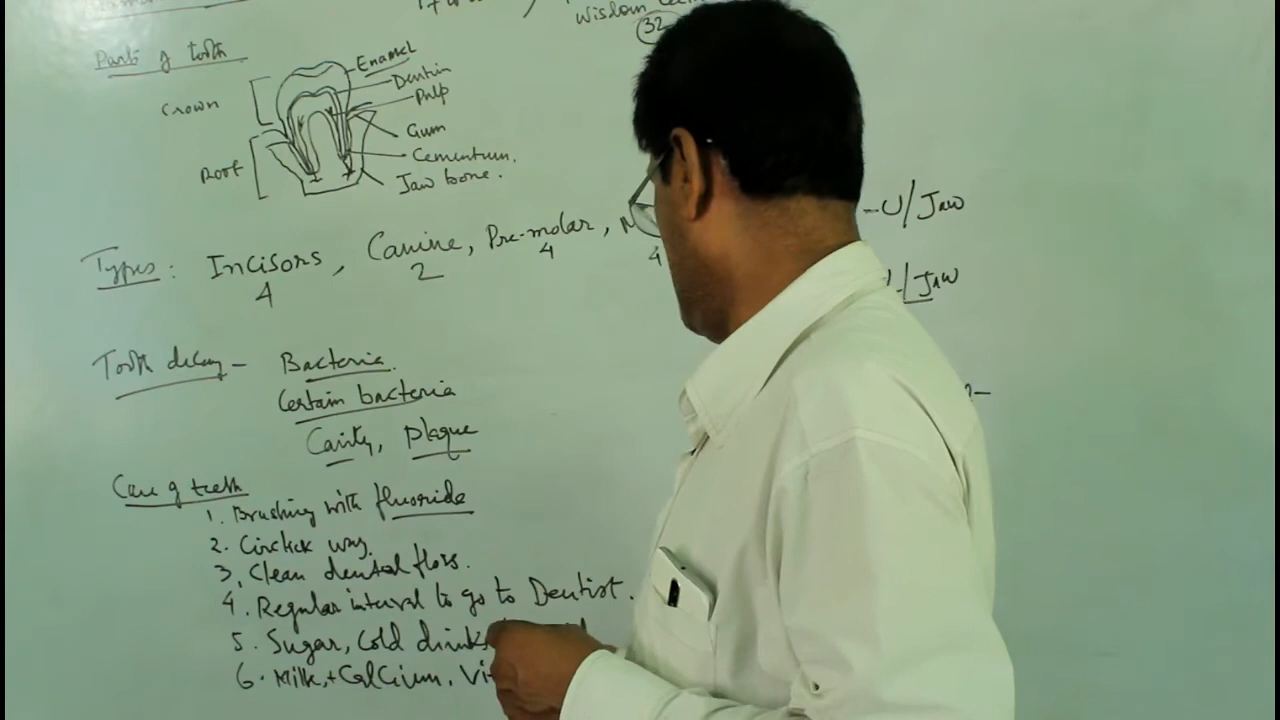 Wisdom
32
Parts of tooth
Enamel
Dentin
Pulp
Crown
Gum
Cementum.
Root
Jaw bone.
Types: Incisors, Canine, Pre-molar, - U/Jaw
4 2 4 4
/Jaw
Tooth decay - Bacteria.
Certain bacteria
Cavity, Plaque
Care of teeth
1. Brushing with fluoride
2. way.
3. Clean dental floss.
4. Regular interval to go to Dentist.
5. Sugar, Cold drinks
6. Milk, + Calcium, Vi